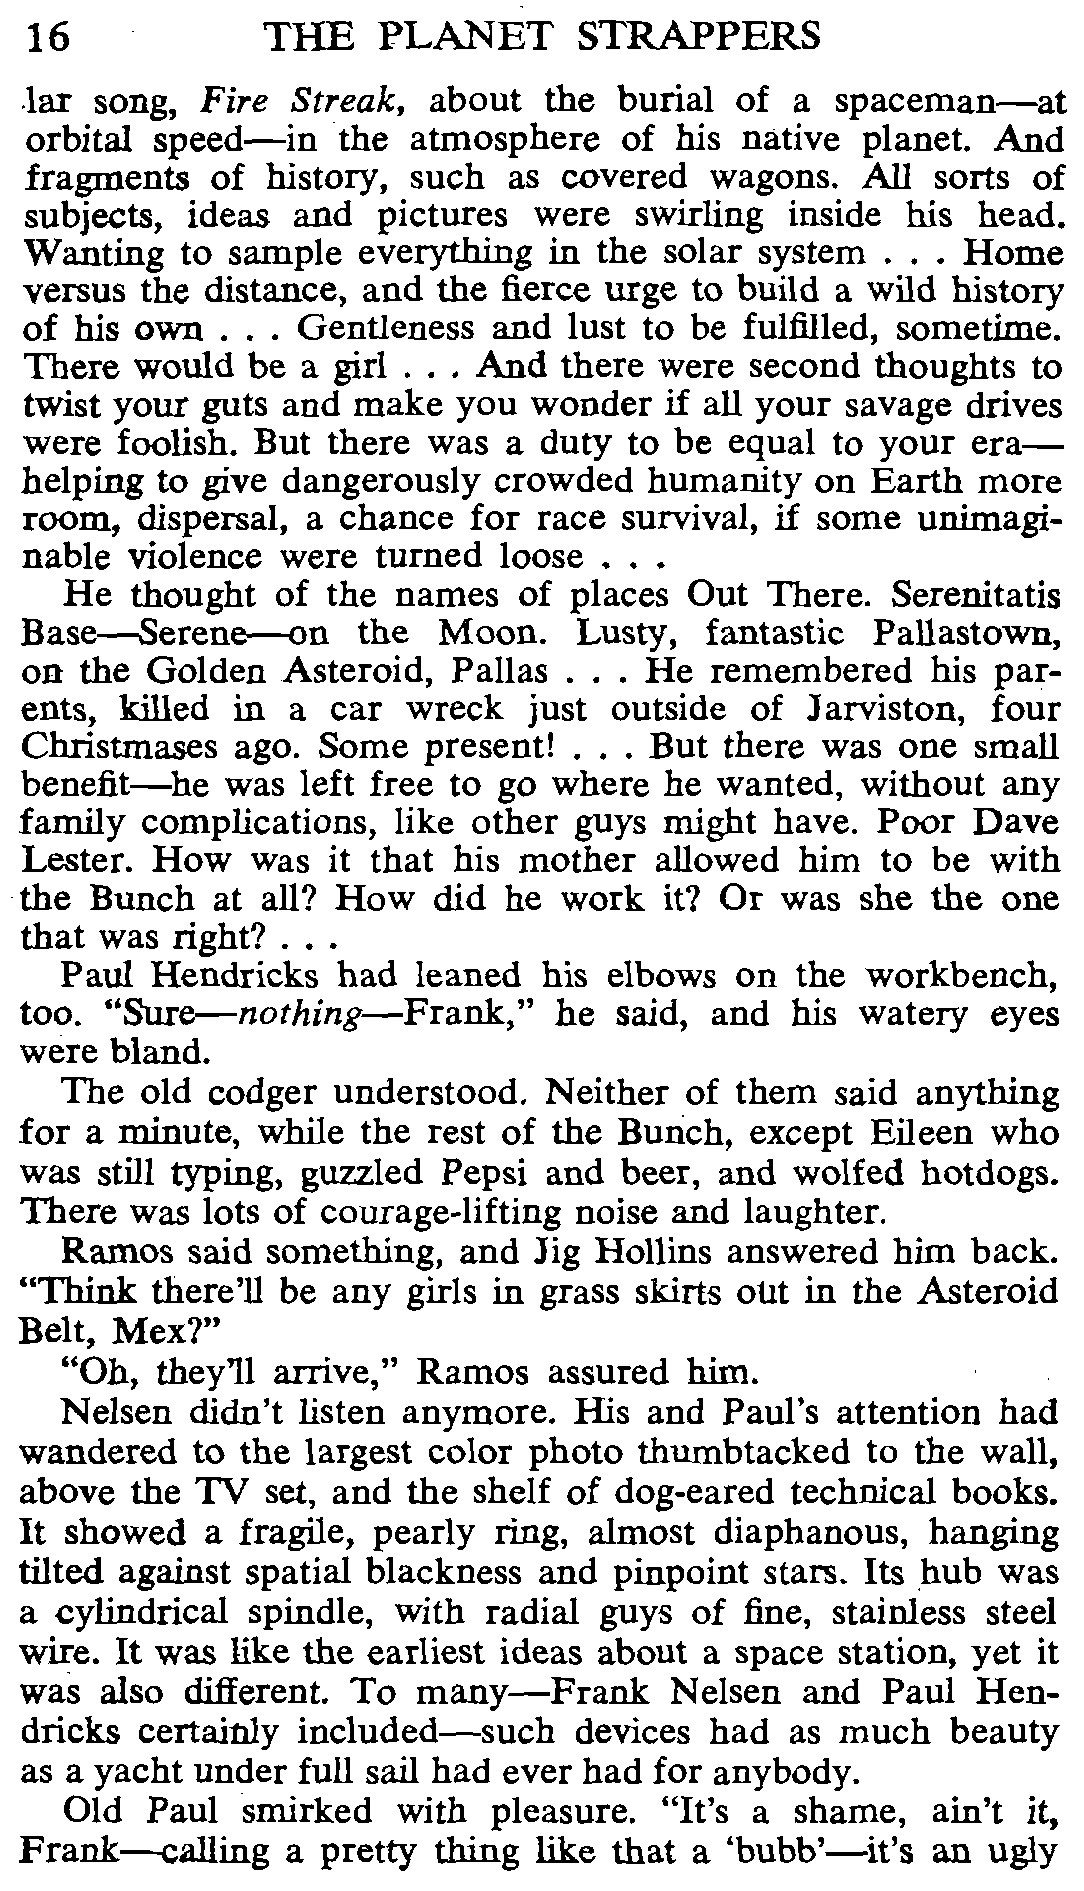 16 THE PLANET STRAPPERS
lar song, Fire Streak, about the burial of a spaceman—at
orbital speed—in the atmosphere of his native planet. And
fragments of history, such as covered wagons. All sorts of
subjects, ideas and pictures were swirling inside his head.
Wanting to sample everything in the solar system . . . Home
versus the distance, and the fierce urge to build a wild history
of his own . . . Gentleness and lust to be fulfilled, sometime.
There would be a girl . . . And there were second thoughts to
twist your guts and make you wonder if all your savage drives
were foolish. But there was a duty to be equal to your era—
helping to give dangerously crowded humanity on Earth more
room, dispersal, a chance for race survival, if some unimagi-
nable violence were turned loose . . .
He thought of the names of places Out There. Serenitatis
Base—Serene—on the Moon. Lusty, fantastic Pallastown,
on the Golden Asteroid, Pallas . . . He remembered his par-
ents, killed in a car wreck just outside of Jarviston, four
Christmases ago. Some present! . . . But there was one small
benefit—he was left free to go where he wanted, without any
family complications, like other guys might have. Poor Dave
Lester. How was it that his mother allowed him to be with
the Bunch at all? How did he work it? Or was she the one
that was right? . . .
Paul Hendricks had leaned his elbows on the workbench,
too. “Sure—nothing—Frank,” he said, and his watery eyes
were bland.
The old codger understood. Neither of them said anything
for a minute, while the rest of the Bunch, except Eileen who
was still typing, guzzled Pepsi and beer, and wolfed hotdogs.
There was lots of courage-lifting noise and laughter.
Ramos said something, and Jig Hollins answered him back.
“Think there'll be any girls in grass skirts out in the Asteroid
Belt, Mex?”
“Oh, they'll arrive,” Ramos assured him.
Nelsen didn't listen anymore. His and Paul's attention had
wandered to the largest color photo thumbtacked to the wall,
above the TV set, and the shelf of dog-eared technical books.
It showed a fragile, pearly ring, almost diaphanous, hanging
tilted against spatial blackness and pinpoint stars. Its hub was
a cylindrical spindle, with radial guys of fine, stainless steel
wire. It was like the earliest ideas about a space station, yet it
was also different. To many—Frank Nelsen and Paul Hen-
dricks certainly included—such devices had as much beauty
as a yacht under full sail had ever had for anybody.
Old Paul smirked with pleasure. “It's a shame, ain't it,
Frank—calling a pretty thing like that a ‘bubb’—it's an ugly